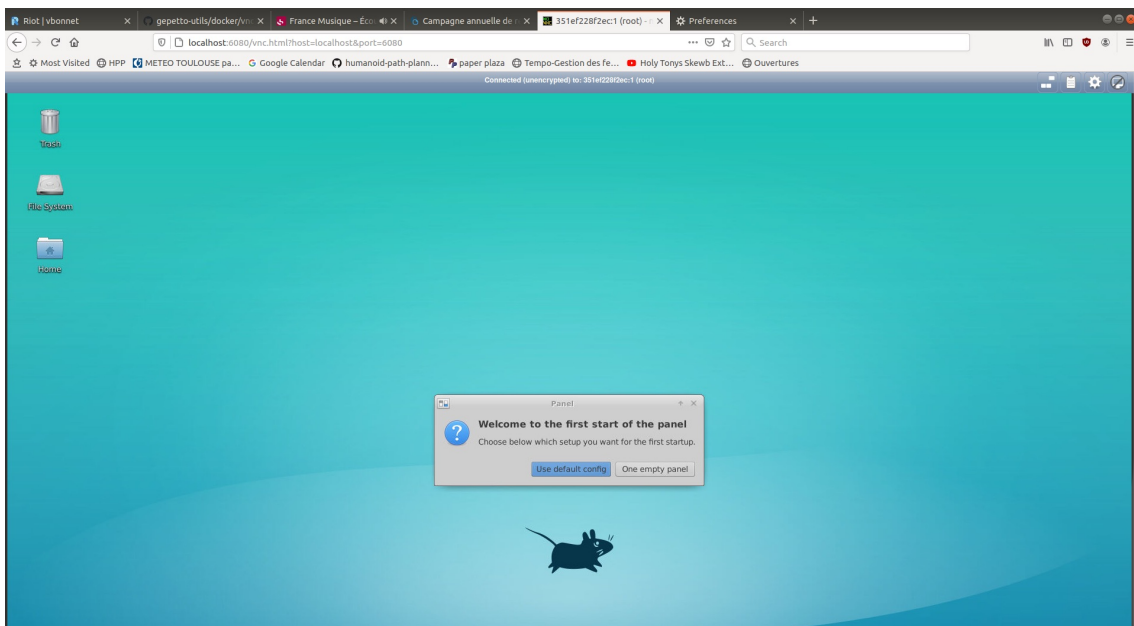 Riot | vbonnet
gepetto-utils/docker/vnc
France Musique – Éco
Campagne annuelle de
351ef228f2ec:1 (root) -
Preferences
localhost:6080/vnc.html?host=localhost&port=6080
Search
Most Visited
HPP
METEO TOULOUSE pa...
Google Calendar
humanoid-path-plann...
paper plaza
Tempo-Gestion des fe...
Holy Tonys Skewb Ext...
Ouvertures
Connected (unencrypted) to: 351ef228f2ec:1 (root)
Trash
File System
Home
Panel
Welcome to the first start of the panel
Choose below which setup you want for the first startup.
Use default config
One empty panel